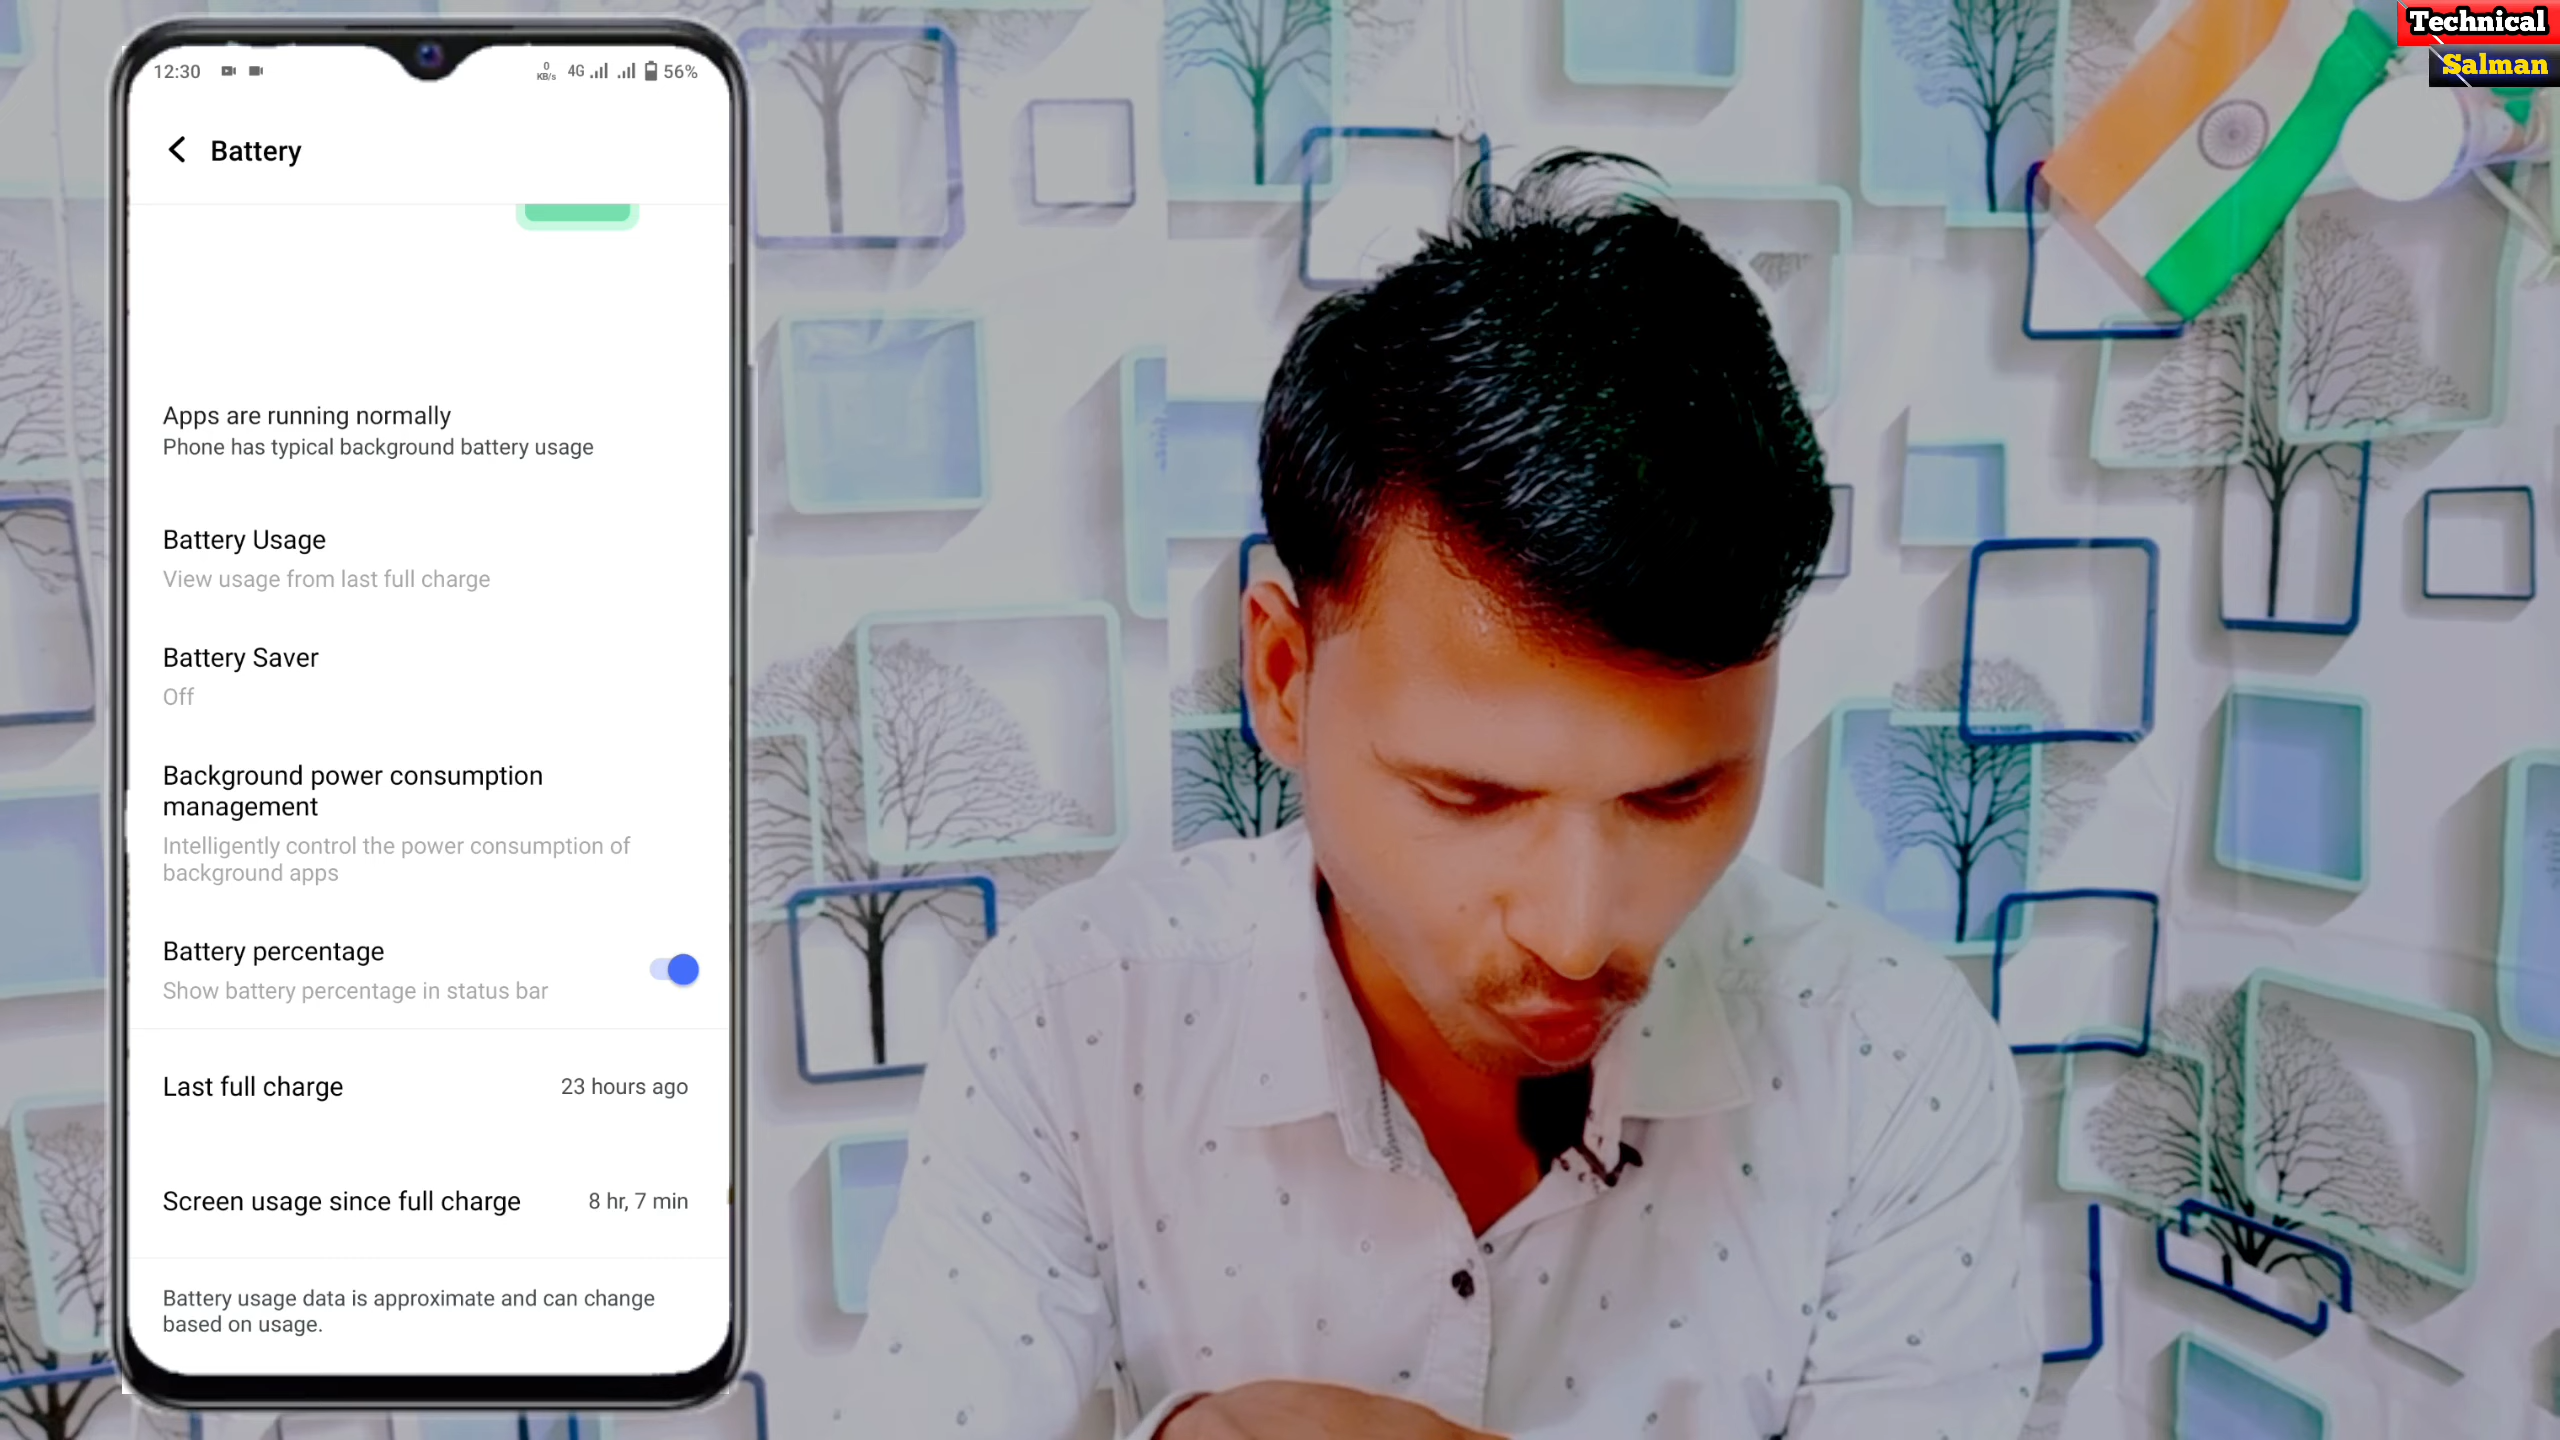 Technical
Salman
12:30
0
KB/s
4G
56%
Battery
Apps are running normally
Phone has typical background battery usage
Battery Usage
View usage from last full charge
Battery Saver
Off
Background power consumption
management
Intelligently control the power consumption of
background apps
Battery percentage
Show battery percentage in status bar
Last full charge 23 hours ago
Screen usage since full charge 8 hr, 7 min
Battery usage data is approximate and can change
based on usage.